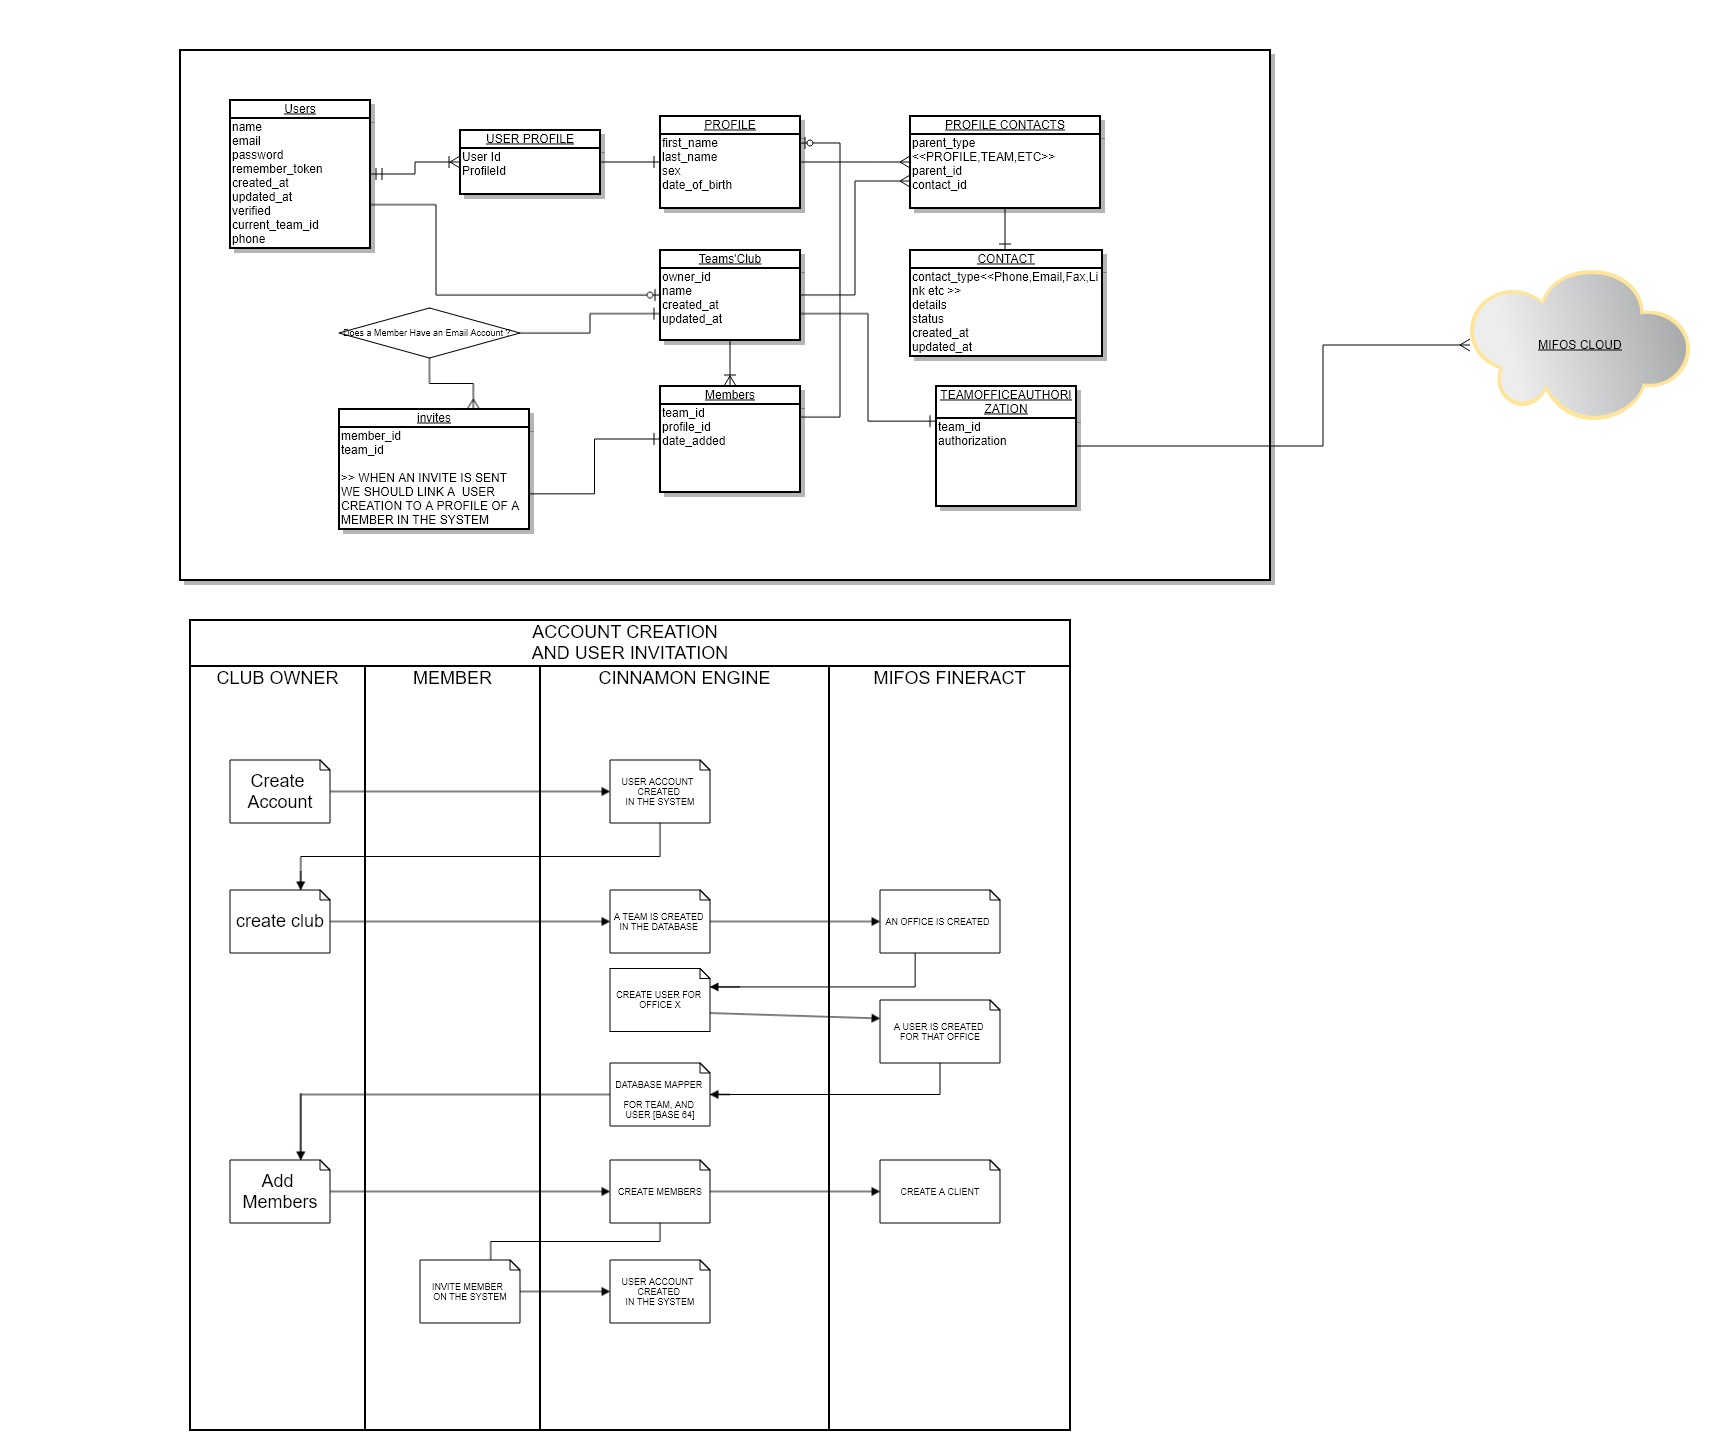 Users
name
email
password
remember_token
created_at
updated_at
verified
current_team_id
phone
USER PROFILE
User Id
ProfileId
PROFILE
first_name
last_name
sex
date_of_birth
PROFILE CONTACTS
parent_type
<<PROFILE,TEAM,ETC>>
parent_id
contact_id
Teams'Club
owner_id
name
created_at
updated_at
CONTACT
contact_type<<Phone,Email,Fax,Li
nk etc >>
details
status
created_at
updated_at
Does a Member Have an Email Account ?
MIFOS CLOUD
invites
member_id
team_id
>> WHEN AN INVITE IS SENT
WE SHOULD LINK A  USER
CREATION TO A PROFILE OF A
MEMBER IN THE SYSTEM
Members
team_id
profile_id
date_added
TEAMOFFICEAUTHORI
ZATION
team_id
authorization
ACCOUNT CREATION
AND USER INVITATION
CLUB OWNER
MEMBER
CINNAMON ENGINE
MIFOS FINERACT
Create
Account
USER ACCOUNT
CREATED
IN THE SYSTEM
create club
A TEAM IS CREATED
IN THE DATABASE
AN OFFICE IS CREATED
CREATE USER FOR
OFFICE X
A USER IS CREATED
FOR THAT OFFICE
DATABASE MAPPER
FOR TEAM, AND
USER [BASE 64]
Add
Members
CREATE MEMBERS
CREATE A CLIENT
INVITE MEMBER
ON THE SYSTEM
USER ACCOUNT
CREATED
IN THE SYSTEM